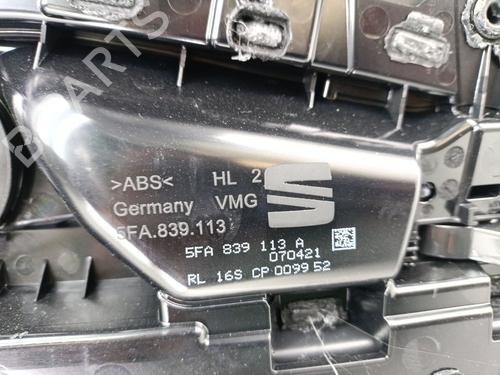 >ABS< HL 2
Germany VMG
5FA.839.113
5FA 839 113 A
070421
RL 16S CP 0099 52